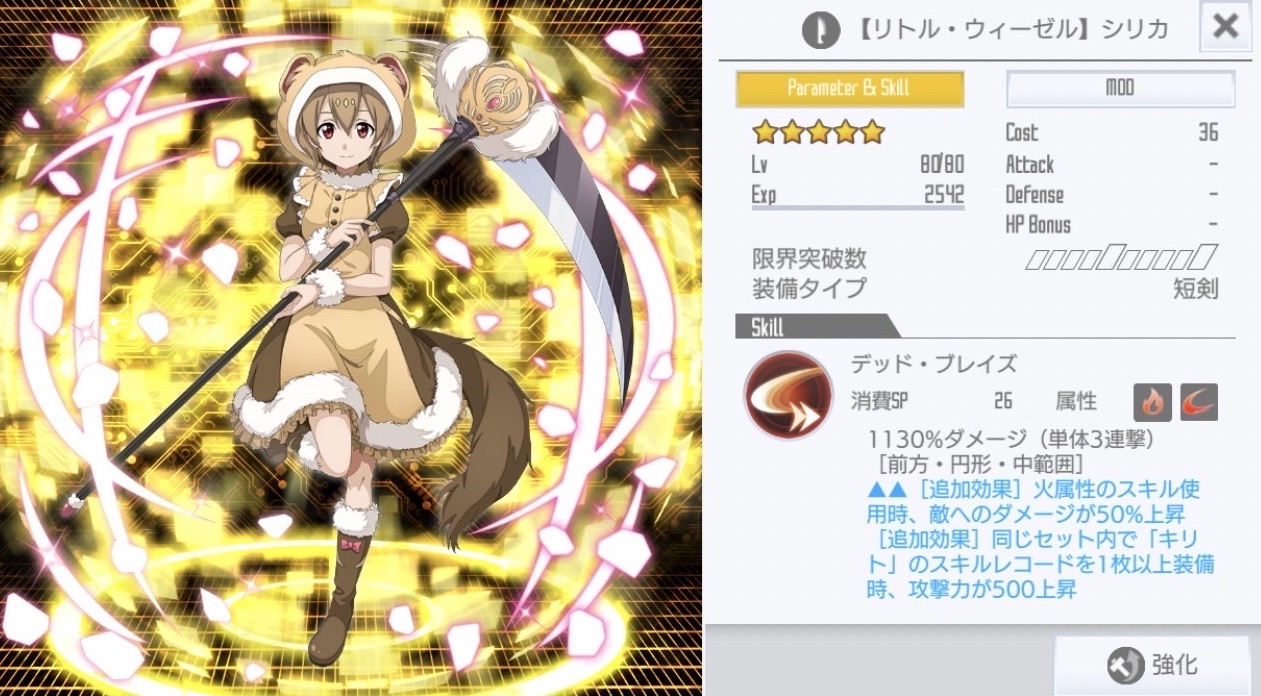 【リトル・ウィーゼル】シリカ
Parameter & Skill
MOD
Cost 36
Lv 80/80
Attack -
Exp 2542
Defense -
HP Bonus -
限界突破数
装備タイプ 短剣
Skill
デッド・ブレイズ
消費SP 26 属性
1130%ダメージ（単体3連撃）
［前方・円形・中範囲］
▲▲［追加効果］火属性のスキル使
用時、敵へのダメージが50%上昇
［追加効果］同じセット内で「キリ
ト」のスキルレコードを1枚以上装備
時、攻撃力が500上昇
強化